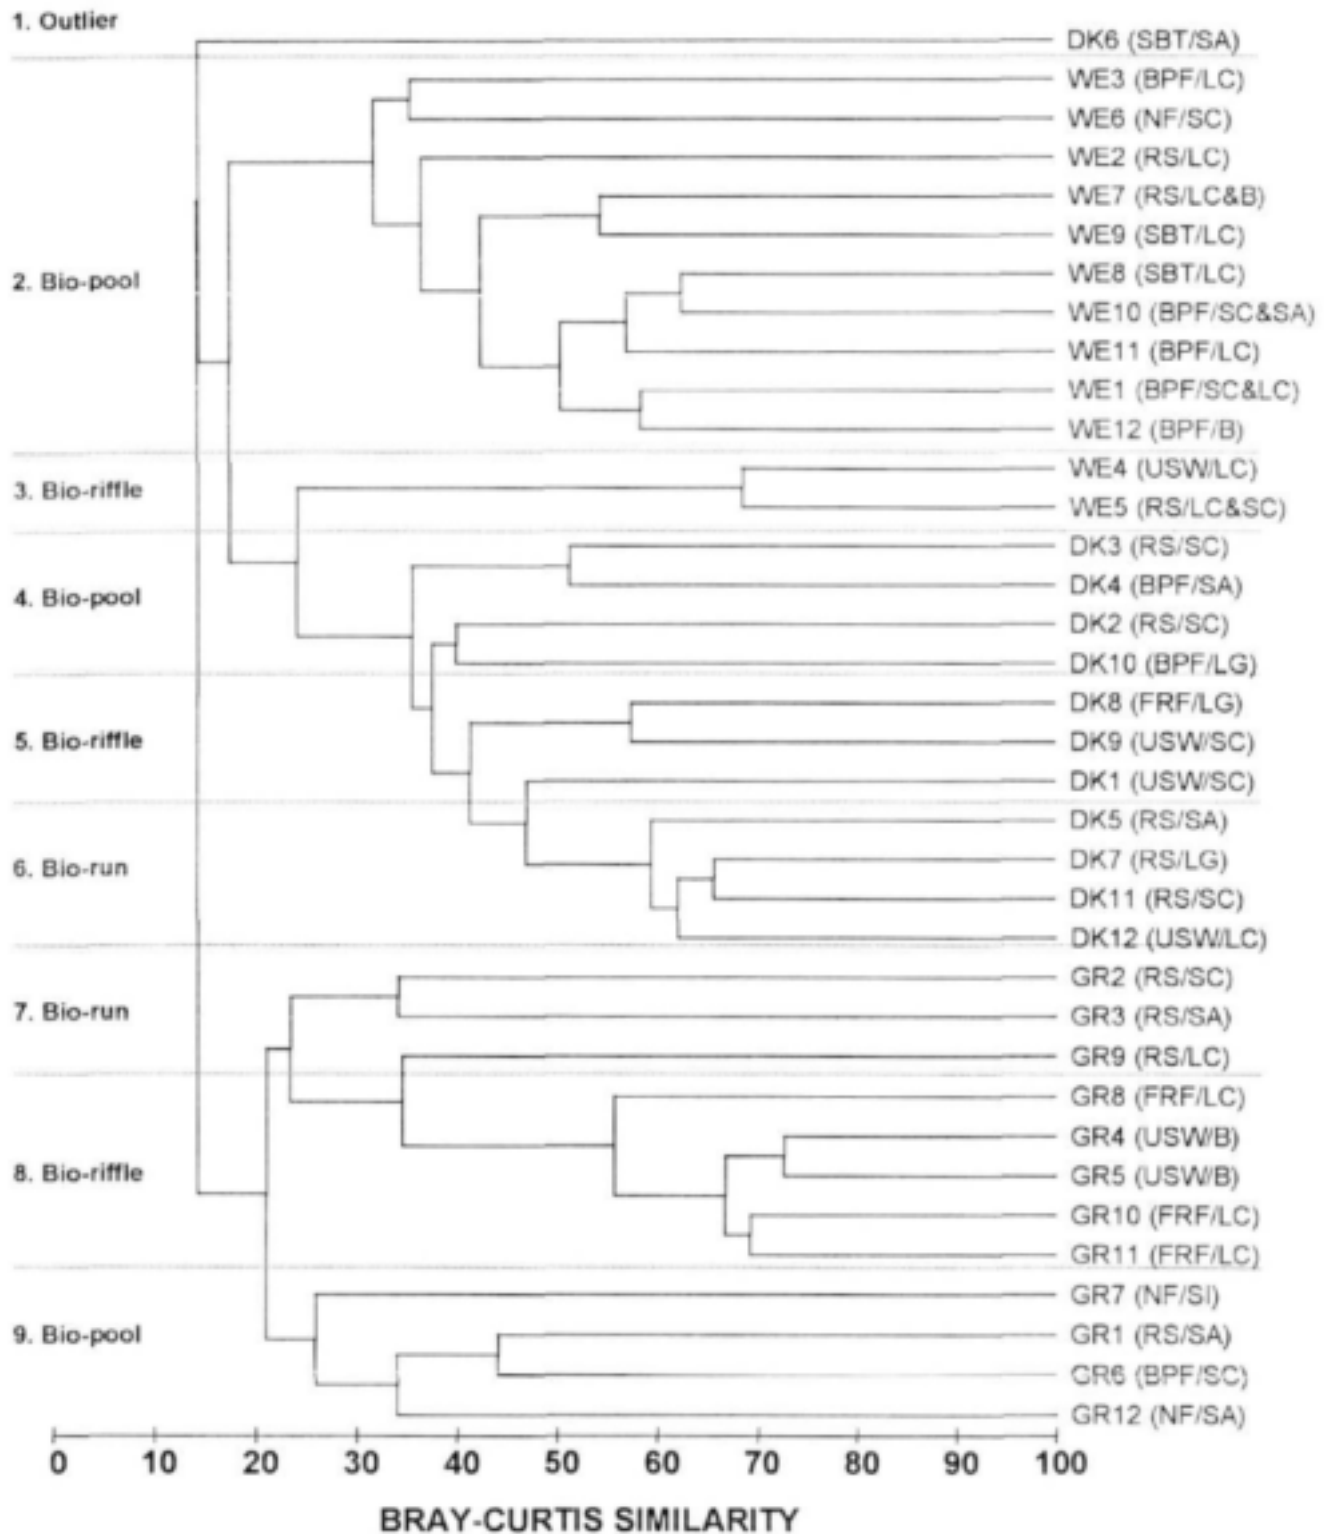 1. Outlier
DK6 (SBT/SA)
WE3 (BPF/LC)
WE6 (NF/SC)
WE2 (RS/LC)
WE7 (RS/LC&B)
WE9 (SBT/LC)
2. Bio-pool
WE8 (SBT/LC)
WE10 (BPF/SC&SA)
WE11 (BPF/LC)
WE1 (BPF/SC&LC)
WE12 (BPF/B)
WE4 (USW/LC)
3. Bio-riffle
WE5 (RS/LC&SC)
DK3 (RS/SC)
DK4 (BPF/SA)
4. Bio-pool
DK2 (RS/SC)
DK10 (BPF/LG)
DK8 (FRF/LG)
5. Bio-riffle
DK9 (USW/SC)
DK1 (USW/SC)
DK5 (RS/SA)
6. Bio-run
DK7 (RS/LG)
DK11 (RS/SC)
DK12 (USW/LC)
GR2 (RS/SC)
7. Bio-run
GR3 (RS/SA)
GR9 (RS/LC)
GR8 (FRF/LC)
GR4 (USW/B)
8. Bio-riffle
GR5 (USW/B)
GR10 (FRF/LC)
GR11 (FRF/LC)
GR7 (NF/SI)
9. Bio-pool
GR1 (RS/SA)
GR6 (BPF/SC)
GR12 (NF/SA)
0 10 20 30 40 50 60 70 80 90 100
BRAY-CURTIS SIMILARITY